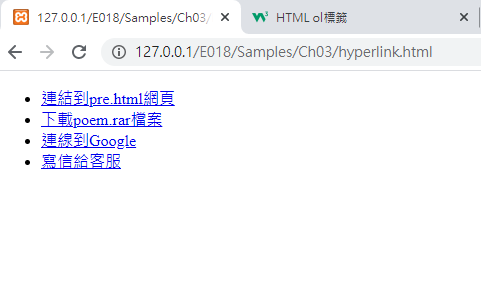 127.0.0.1/E018/Samples/Ch03/
HTML ol標籤
127.0.0.1/E018/Samples/Ch03/hyperlink.html
連結到pre.html網頁
下載poem.rar檔案
連線到Google
寫信給客服